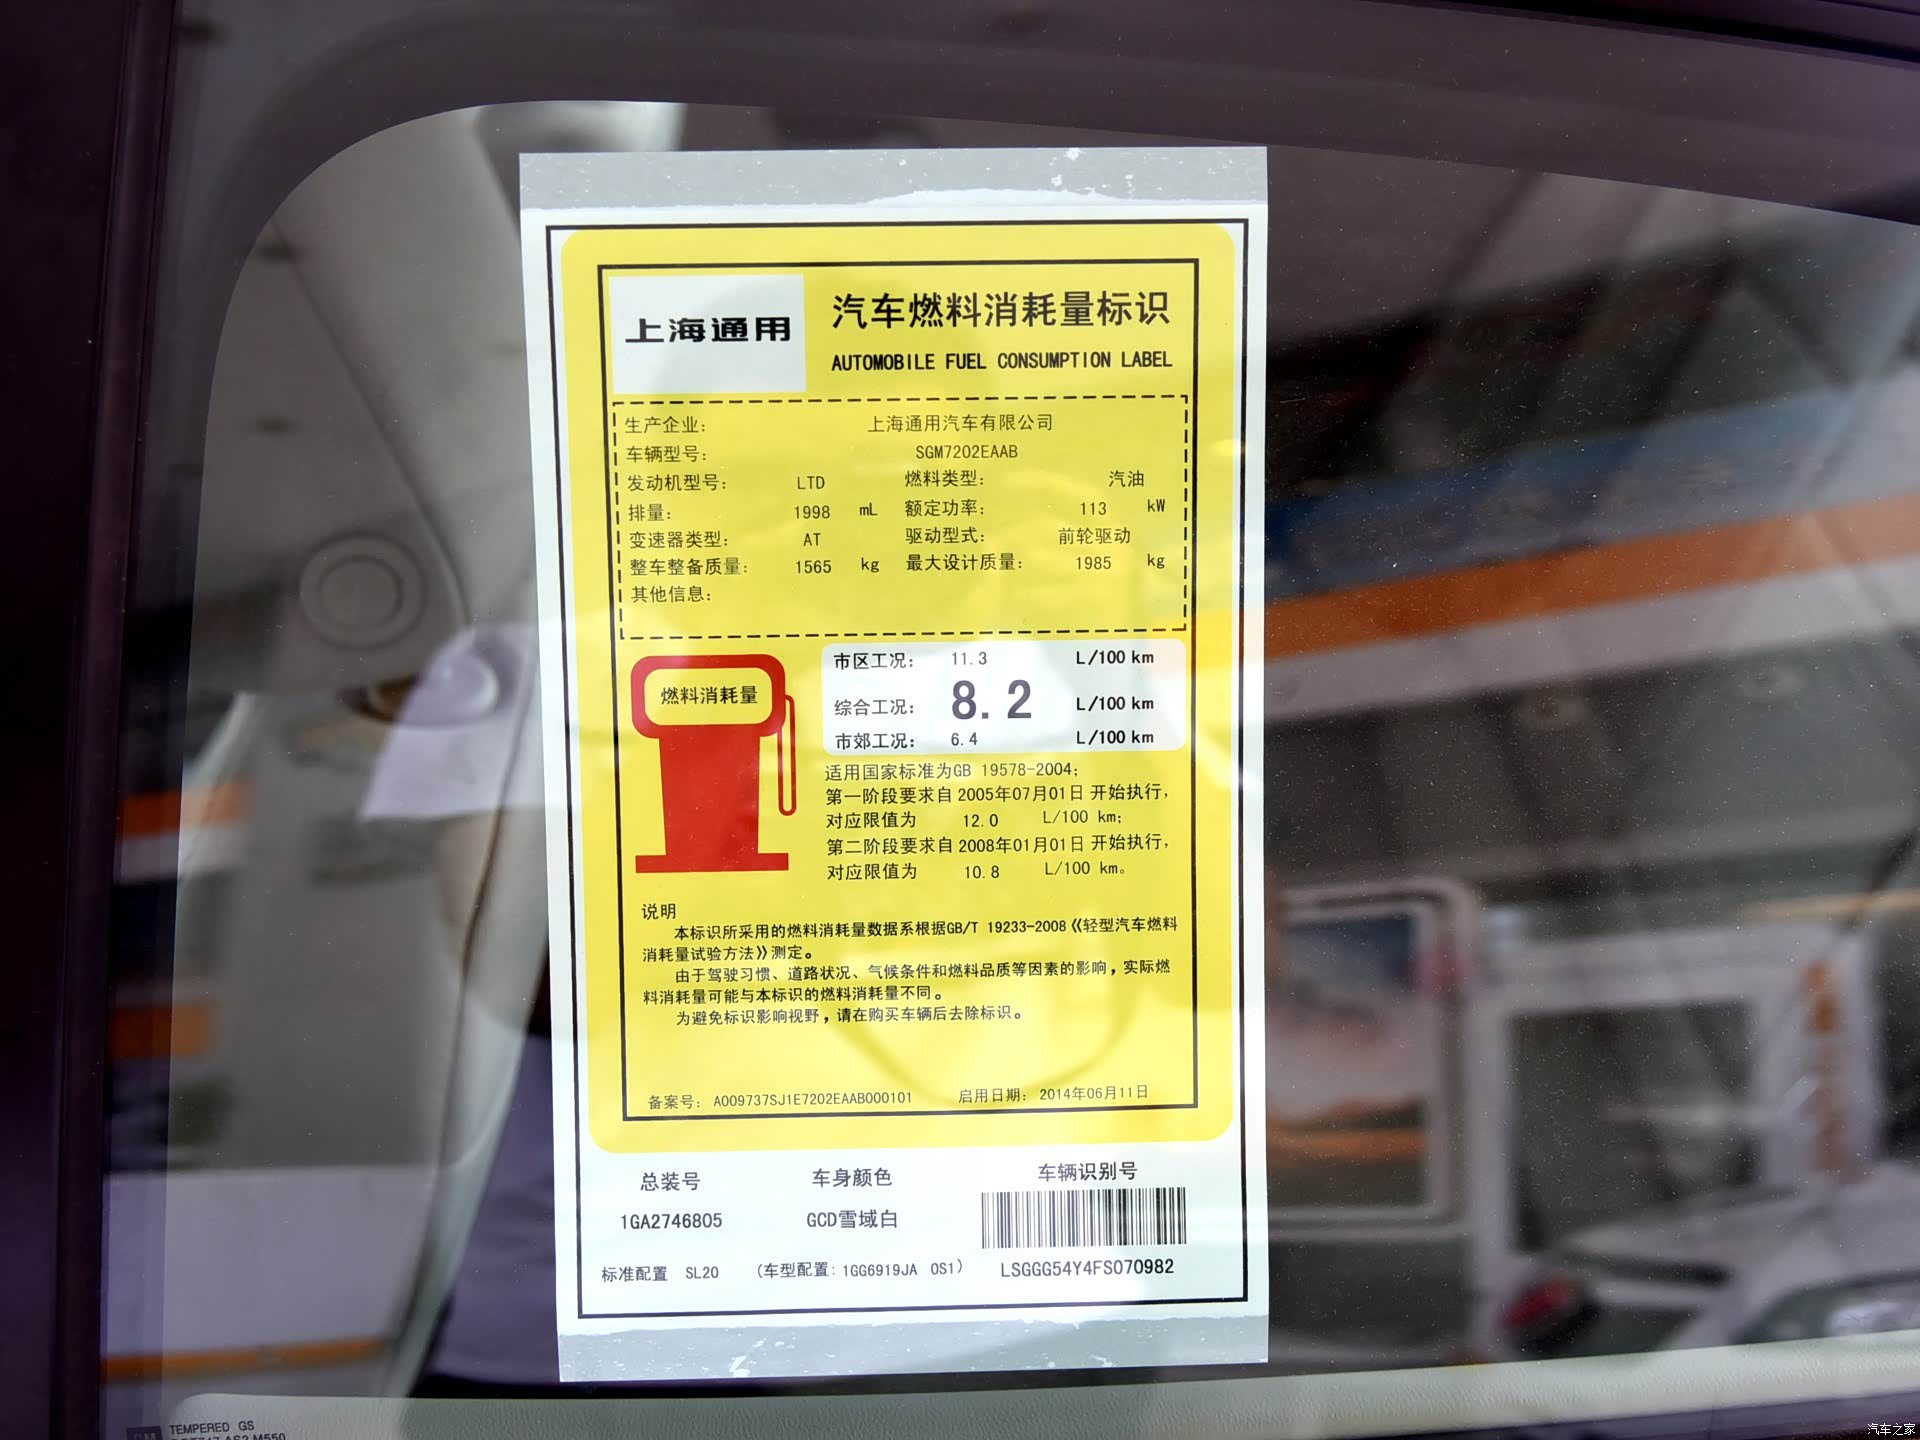 上海通用
汽车燃料消耗量标识
AUTOMOBILE FUEL CONSUMPTION LABEL
生产企业: 上海通用汽车有限公司
车辆型号: SGM7202EAAB
发动机型号: LTD 燃料类型: 汽油
排量: 1998 mL 额定功率: 113 kW
变速器类型: AT 驱动型式: 前轮驱动
整车整备质量: 1565 kg 最大设计质量: 1985 kg
其他信息:
燃料消耗量
市区工况: 11.3 L/100 km
综合工况: 8.2 L/100 km
市郊工况: 6.4 L/100 km
适用国家标准为GB 19578-2004;
第一阶段要求自 2005年07月01日 开始执行,
对应限值为 12.0 L/100 km;
第二阶段要求自 2008年01月01日 开始执行,
对应限值为 10.8 L/100 km。
说明
本标识所采用的燃料消耗量数据系根据GB/T 19233-2008《轻型汽车燃料
消耗量试验方法》测定。
由于驾驶习惯、道路状况、气候条件和燃料品质等因素的影响，实际燃
料消耗量可能与本标识的燃料消耗量不同。
为避免标识影响视野，请在购买车辆后去除标识。
备案号: A009737SJ1E7202EAAB000101 启用日期: 2014年06月11日
总装号 车身颜色 车辆识别号
1GA2746805 GCD雪域白
标准配置 SL20 (车型配置: 1GG6919JA 0S1) LSGGG54Y4FS070982
GM TEMPERED GS
M550
汽车之家